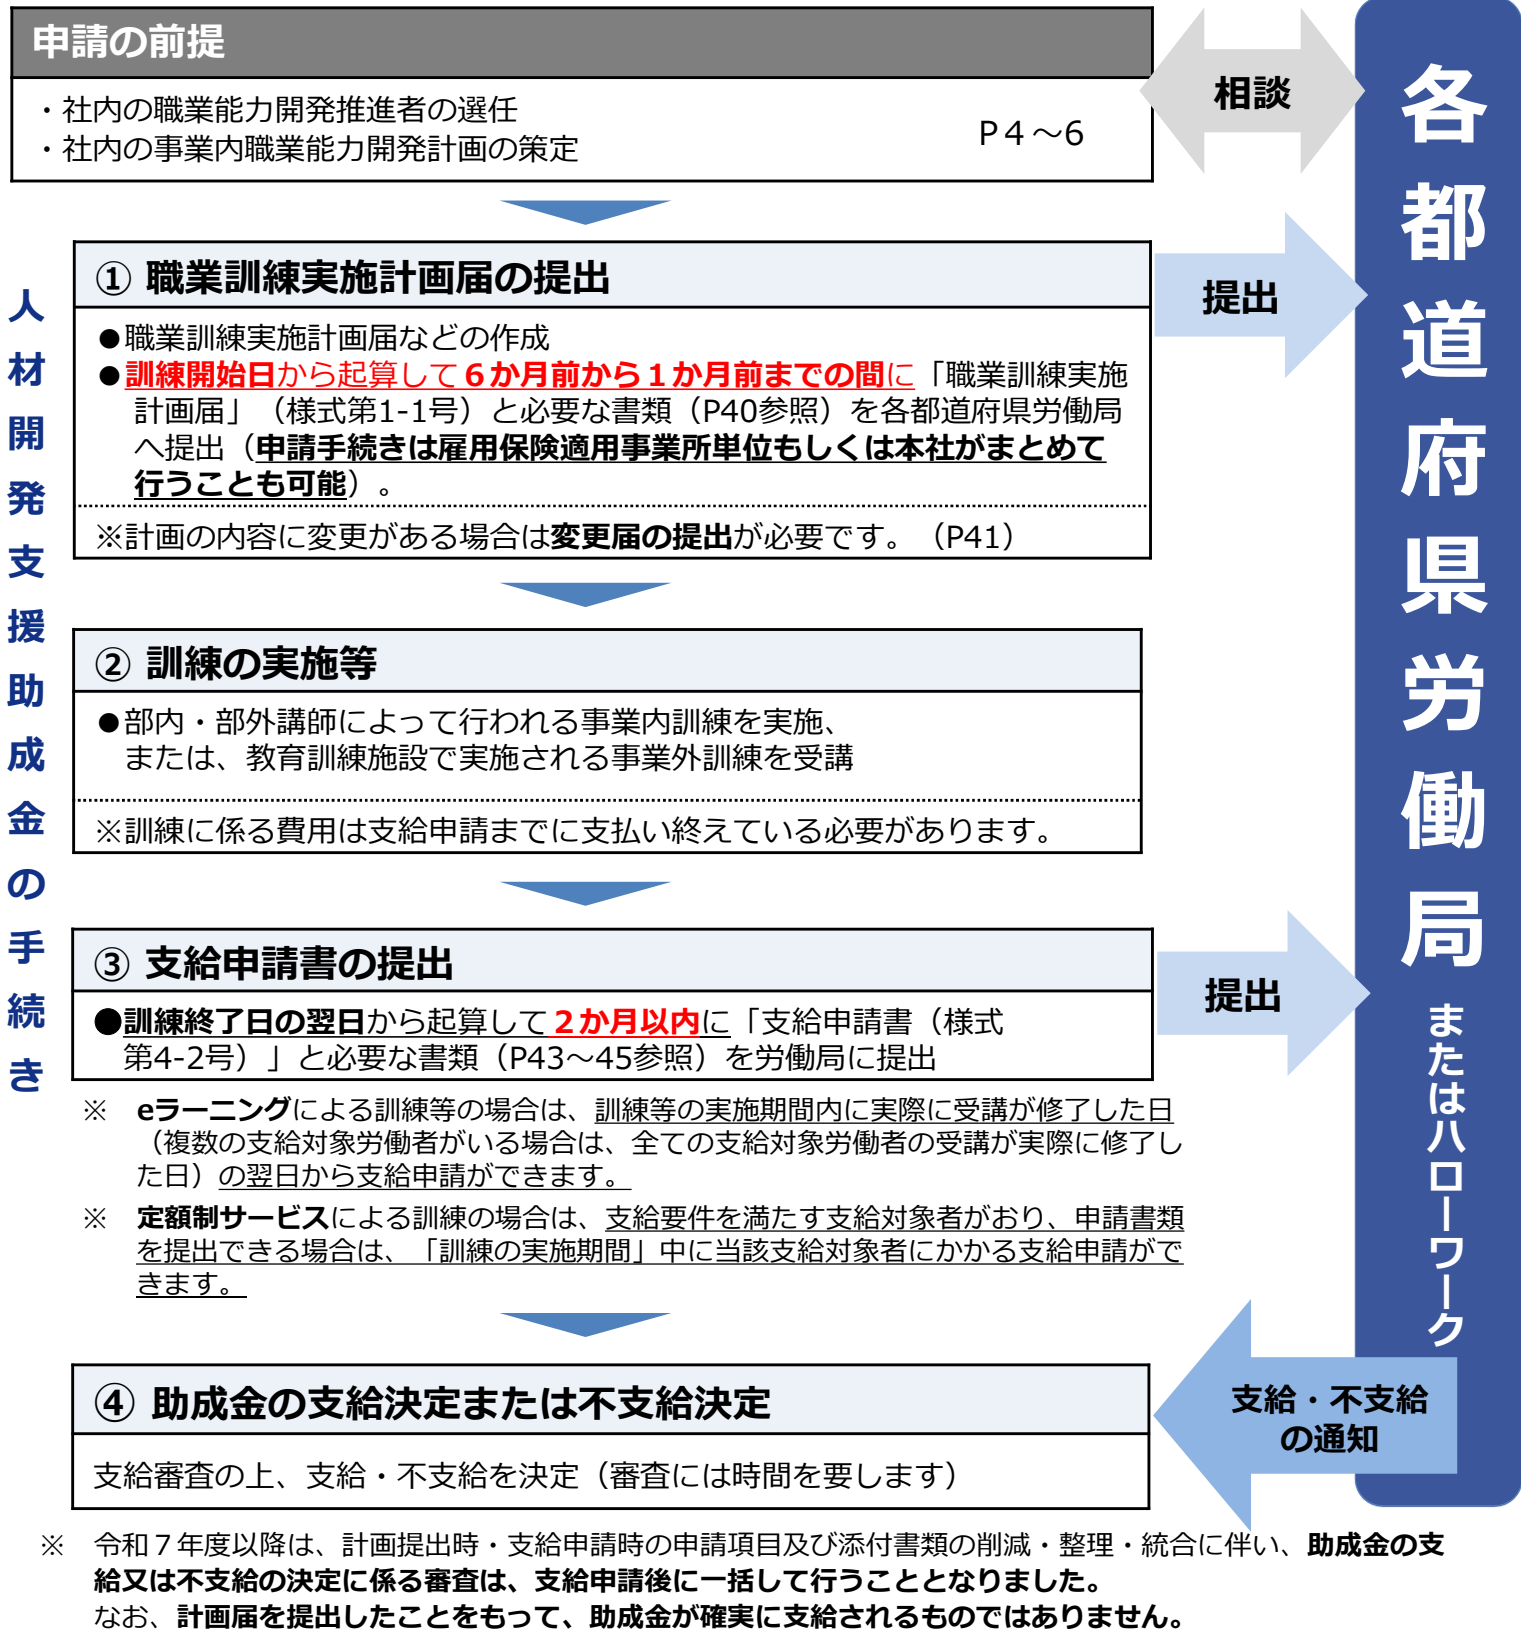 申請の前提
・社内の職業能力開発推進者の選任
・社内の事業内職業能力開発計画の策定
P４～6
相談
人材開発支援助成金の手続き
① 職業訓練実施計画届の提出
●職業訓練実施計画届などの作成
●訓練開始日から起算して６か月前から１か月前までの間に「職業訓練実施
計画届」（様式第1-1号）と必要な書類（P40参照）を各都道府県労働局
へ提出（申請手続きは雇用保険適用事業所単位もしくは本社がまとめて
行うことも可能）。
※計画の内容に変更がある場合は変更届の提出が必要です。（P41）
提出
② 訓練の実施等
●部内・部外講師によって行われる事業内訓練を実施、
または、教育訓練施設で実施される事業外訓練を受講
※訓練に係る費用は支給申請までに支払い終えている必要があります。
③ 支給申請書の提出
●訓練終了日の翌日から起算して２か月以内に「支給申請書（様式
第4-2号）」と必要な書類（P43～45参照）を労働局に提出
提出
※　eラーニングによる訓練等の場合は、訓練等の実施期間内に実際に受講が修了した日
（複数の支給対象労働者がいる場合は、全ての支給対象労働者の受講が実際に修了し
た日）の翌日から支給申請ができます。
※　定額制サービスによる訓練の場合は、支給要件を満たす支給対象者がおり、申請書類
を提出できる場合は、「訓練の実施期間」中に当該支給対象者にかかる支給申請がで
きます。
④ 助成金の支給決定または不支給決定
支給審査の上、支給・不支給を決定（審査には時間を要します）
支給・不支給
の通知
各都道府県労働局 またはハローワーク
※　令和７年度以降は、計画提出時・支給申請時の申請項目及び添付書類の削減・整理・統合に伴い、助成金の支
給又は不支給の決定に係る審査は、支給申請後に一括して行うこととなりました。
なお、計画届を提出したことをもって、助成金が確実に支給されるものではありません。